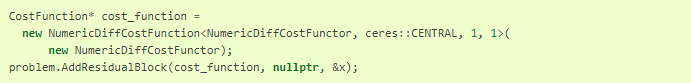 CostFunction* cost_function =
  new NumericDiffCostFunction<NumericDiffCostFunctor, ceres::CENTRAL, 1, 1>(
      new NumericDiffCostFunctor);
problem.AddResidualBlock(cost_function, nullptr, &x);